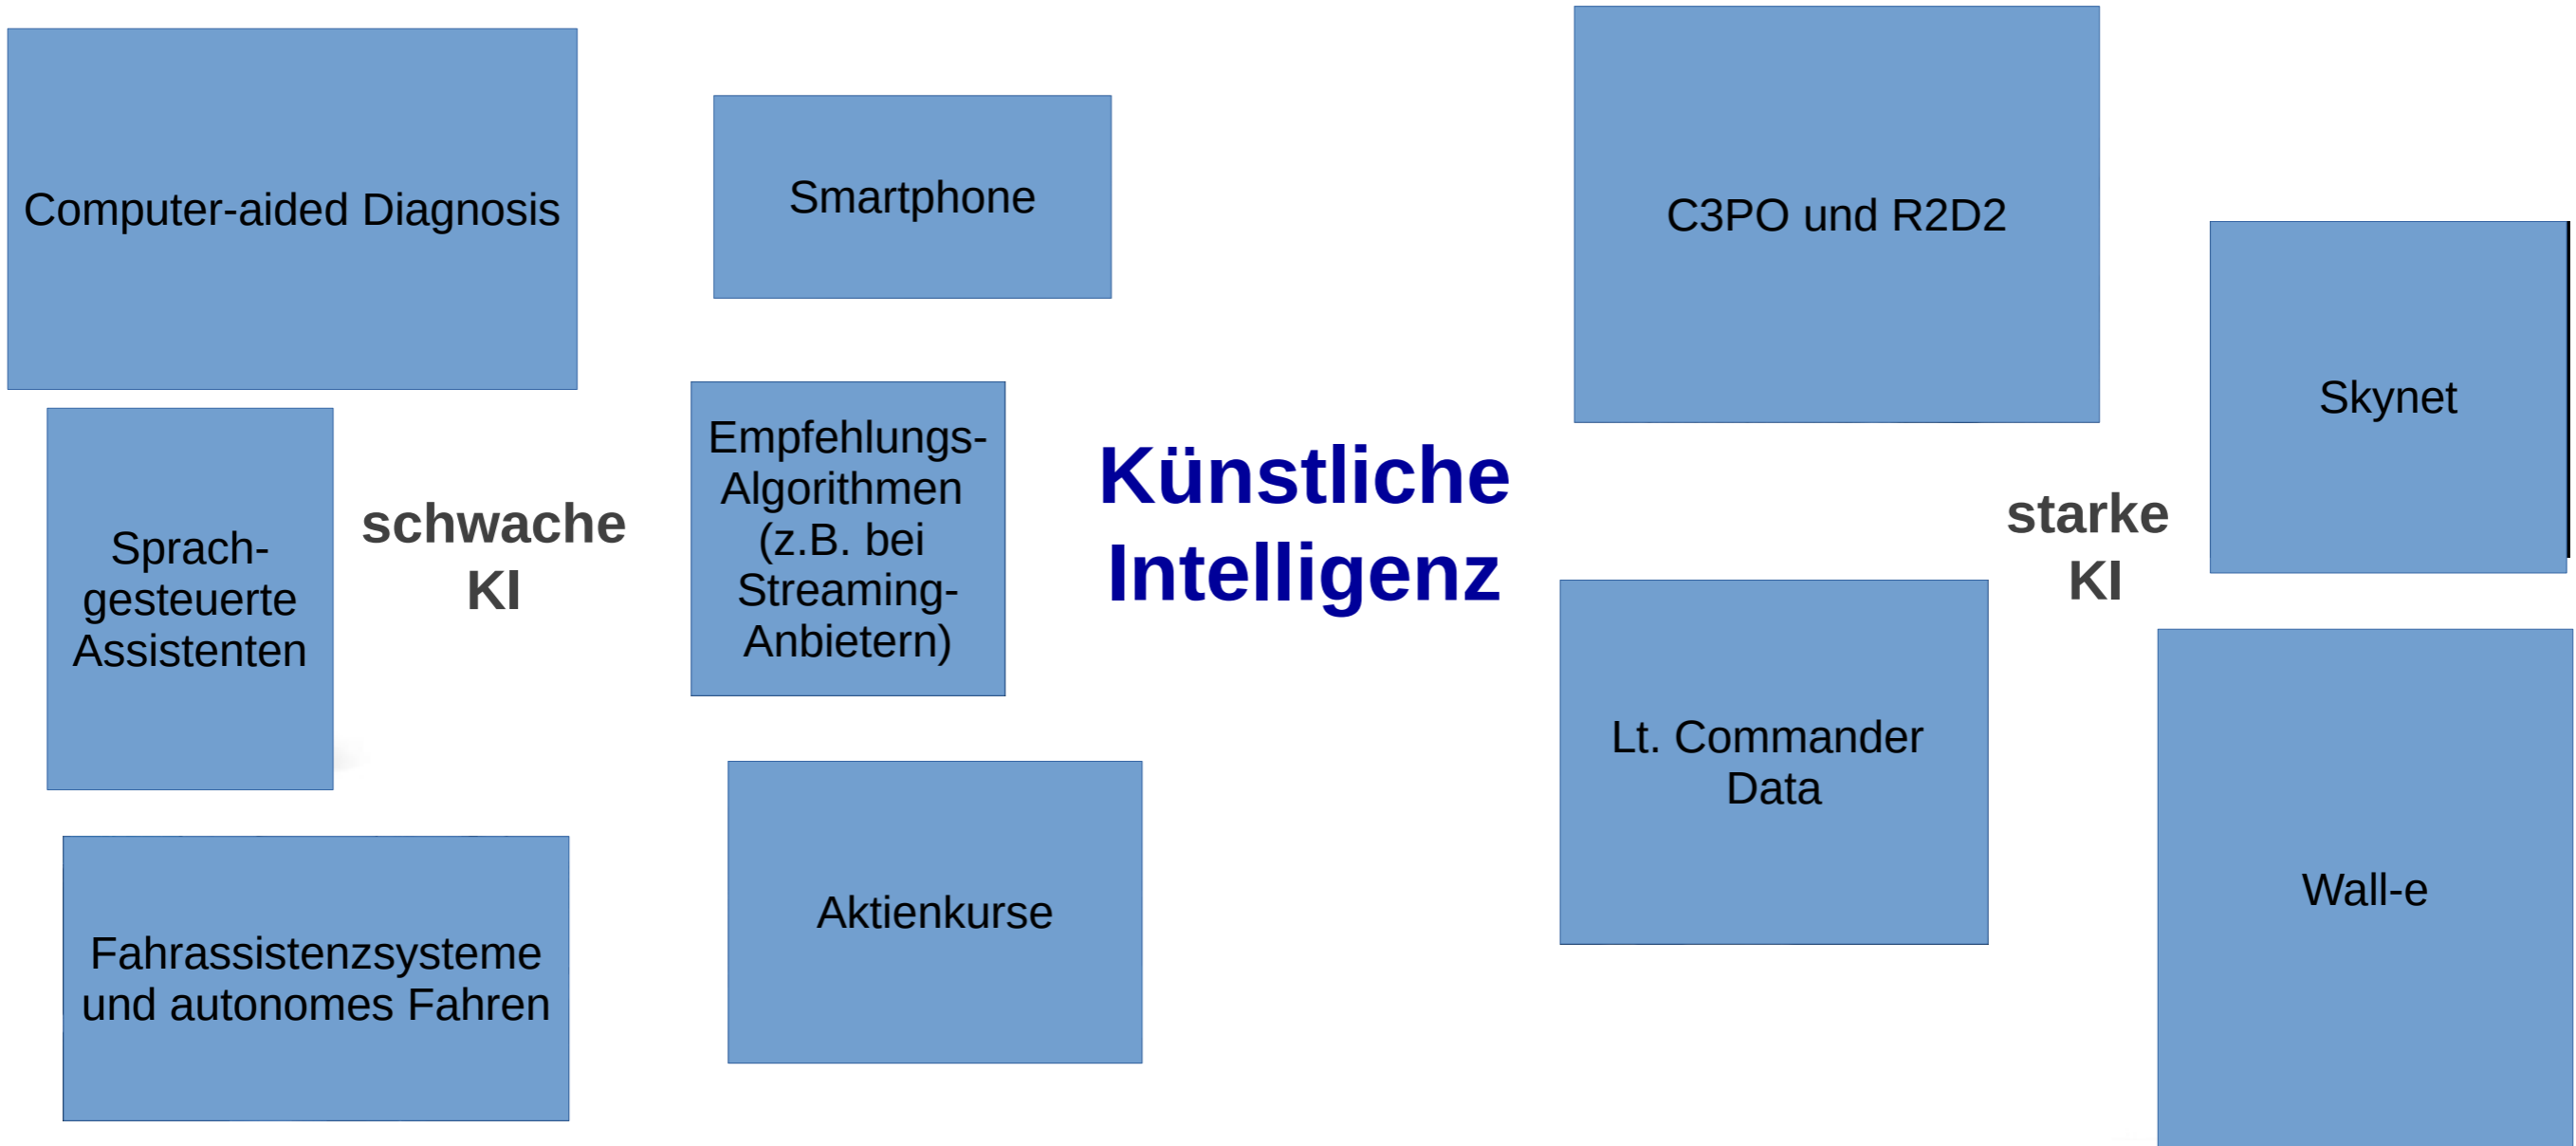 Computer-aided Diagnosis
Smartphone
C3PO und R2D2
Skynet
Sprach-
gesteuerte
Assistenten
schwache
KI
Empfehlungs-
Algorithmen
(z.B. bei
Streaming-
Anbietern)
Künstliche
Intelligenz
starke
KI
Lt. Commander
Data
Wall-e
Fahrassistenzsysteme
und autonomes Fahren
Aktienkurse